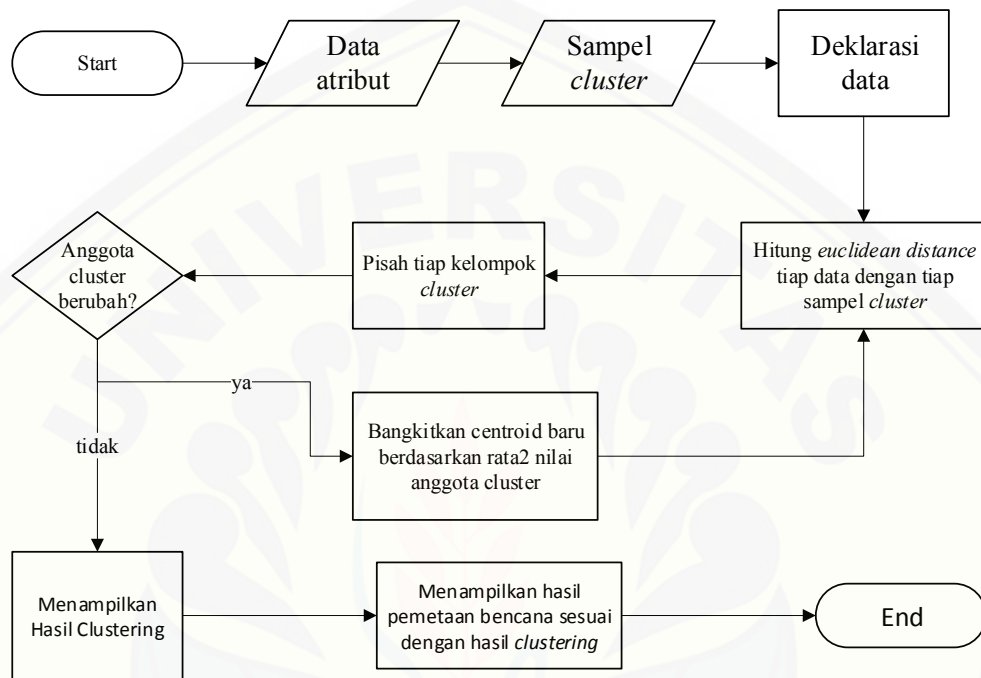 Start
Data
atribut
Sampel
cluster
Deklarasi
data
UNIVERSITAS
Anggota
cluster
berubah?
Pisah tiap kelompok
cluster
Hitung euclidean distance
tiap data dengan tiap
sampel cluster
ya
tidak
Bangkitkan centroid baru
berdasarkan rata2 nilai
anggota cluster
Menampilkan
Hasil Clustering
Menampilkan hasil
pemetaan bencana sesuai
dengan hasil clustering
End